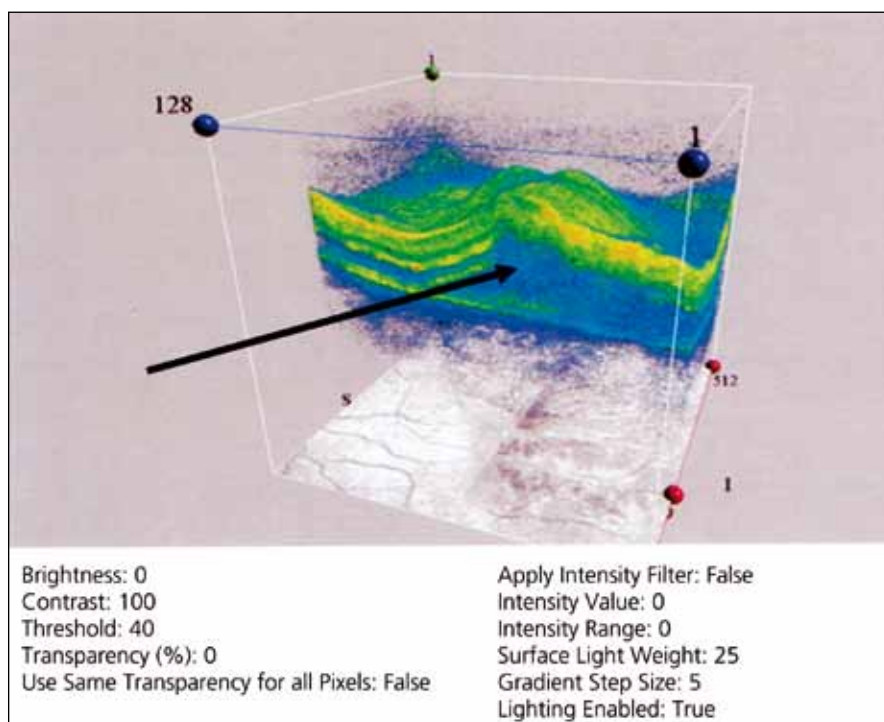 1
128
1
512
S
I
Brightness: 0
Contrast: 100
Threshold: 40
Transparency (%): 0
Use Same Transparency for all Pixels: False
Apply Intensity Filter: False
Intensity Value: 0
Intensity Range: 0
Surface Light Weight: 25
Gradient Step Size: 5
Lighting Enabled: True